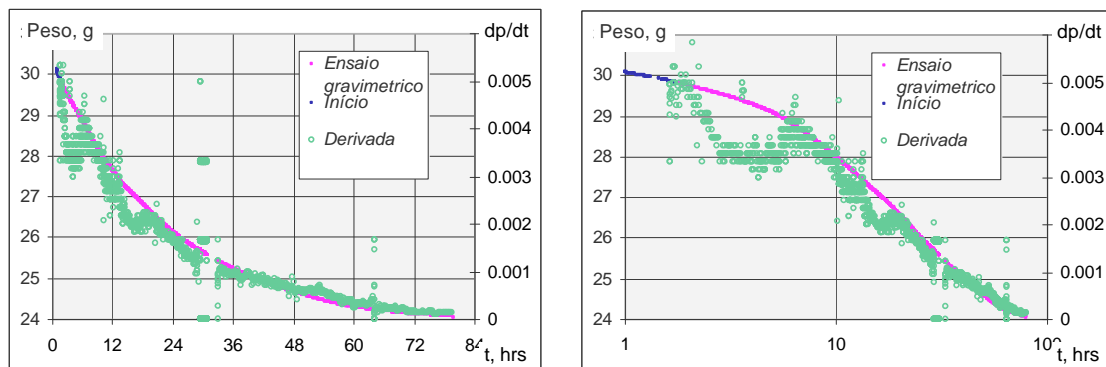 Peso, g
dp/dt
30
29
28
27
26
25
24
0.005
0.004
0.003
0.002
0.001
0
Ensaio
gravimetrico
Início
Derivada
0 12 24 36 48 60 72 84
t, hrs
Peso, g
dp/dt
30
29
28
27
26
25
24
0.005
0.004
0.003
0.002
0.001
0
Ensaio
gravimetrico
Início
Derivada
1 10
t, hrs